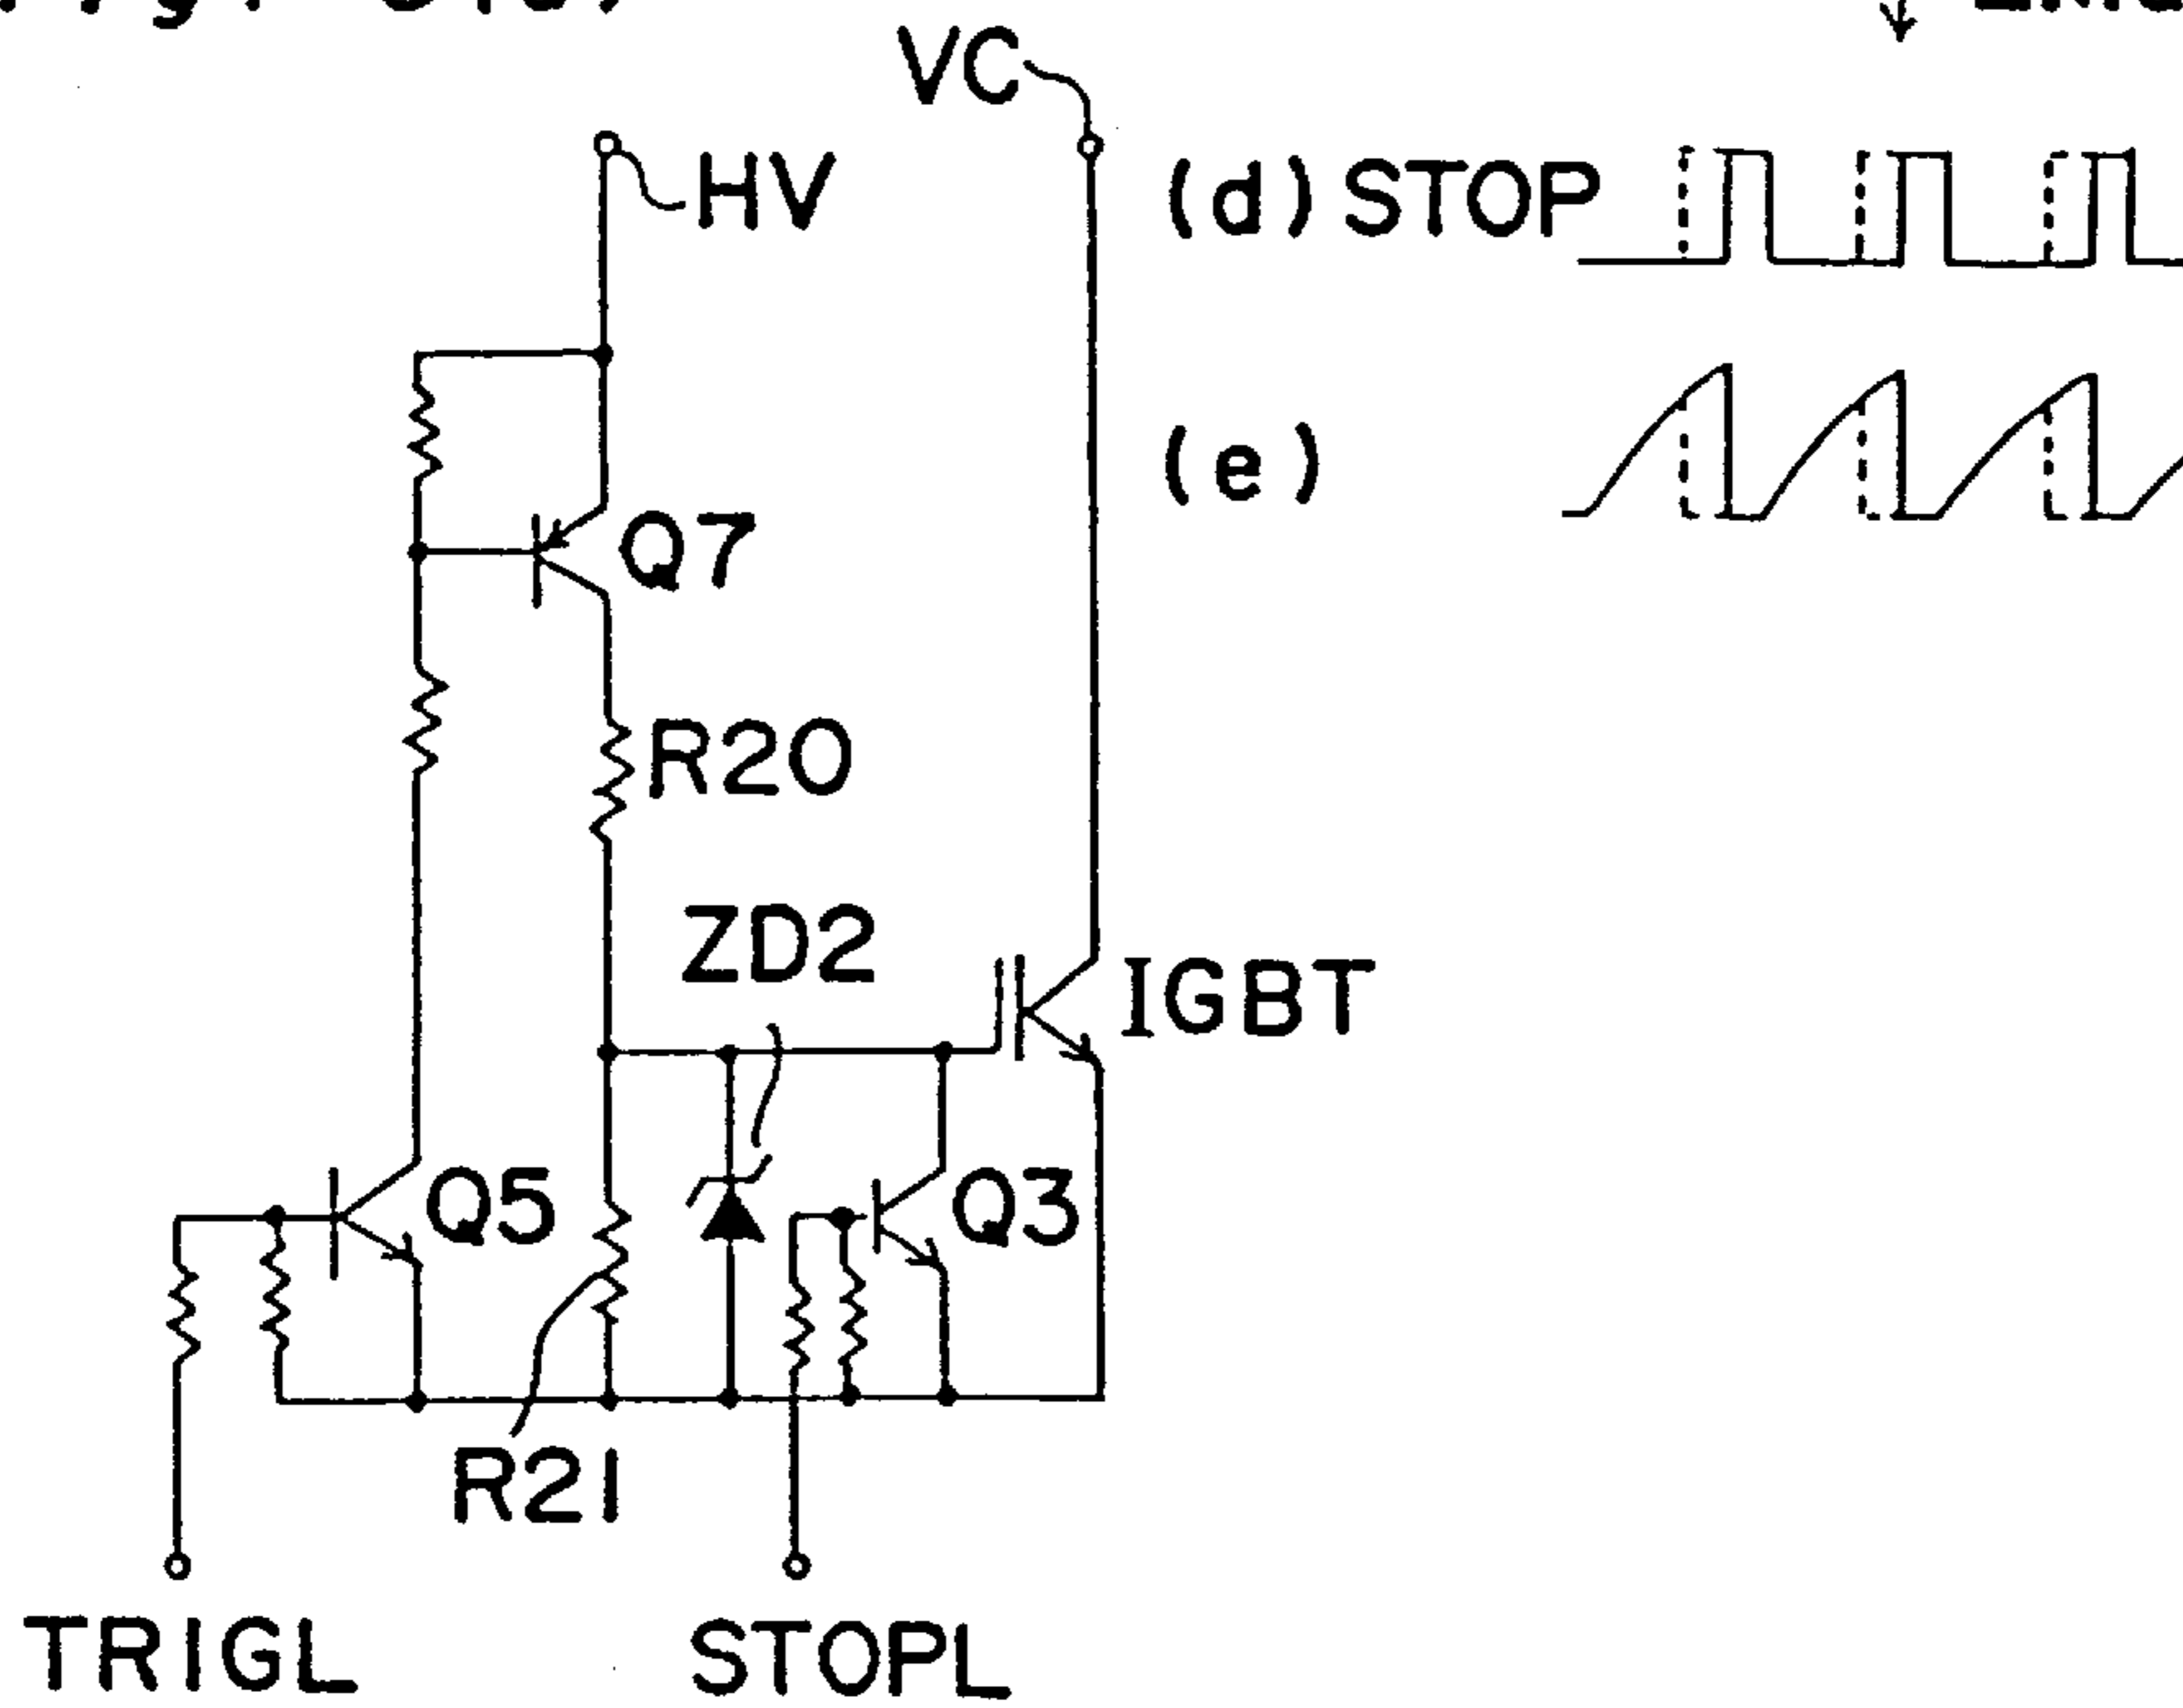 VC
HV
(d) STOP
(e)
Q7
R20
ZD2
IGBT
Q5
Q3
R21
TRIGL
STOPL